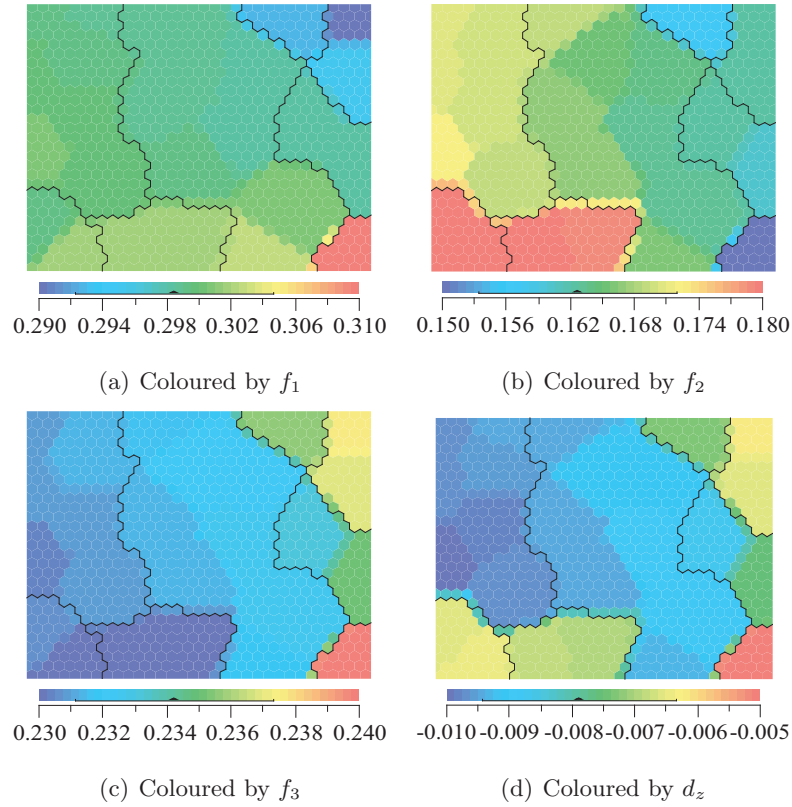 0.290 0.294 0.298 0.302 0.306 0.310
0.150 0.156 0.162 0.168 0.174 0.180
(a) Coloured by f1
(b) Coloured by f2
0.230 0.232 0.234 0.236 0.238 0.240
-0.010 -0.009 -0.008 -0.007 -0.006 -0.005
(c) Coloured by f3
(d) Coloured by dz